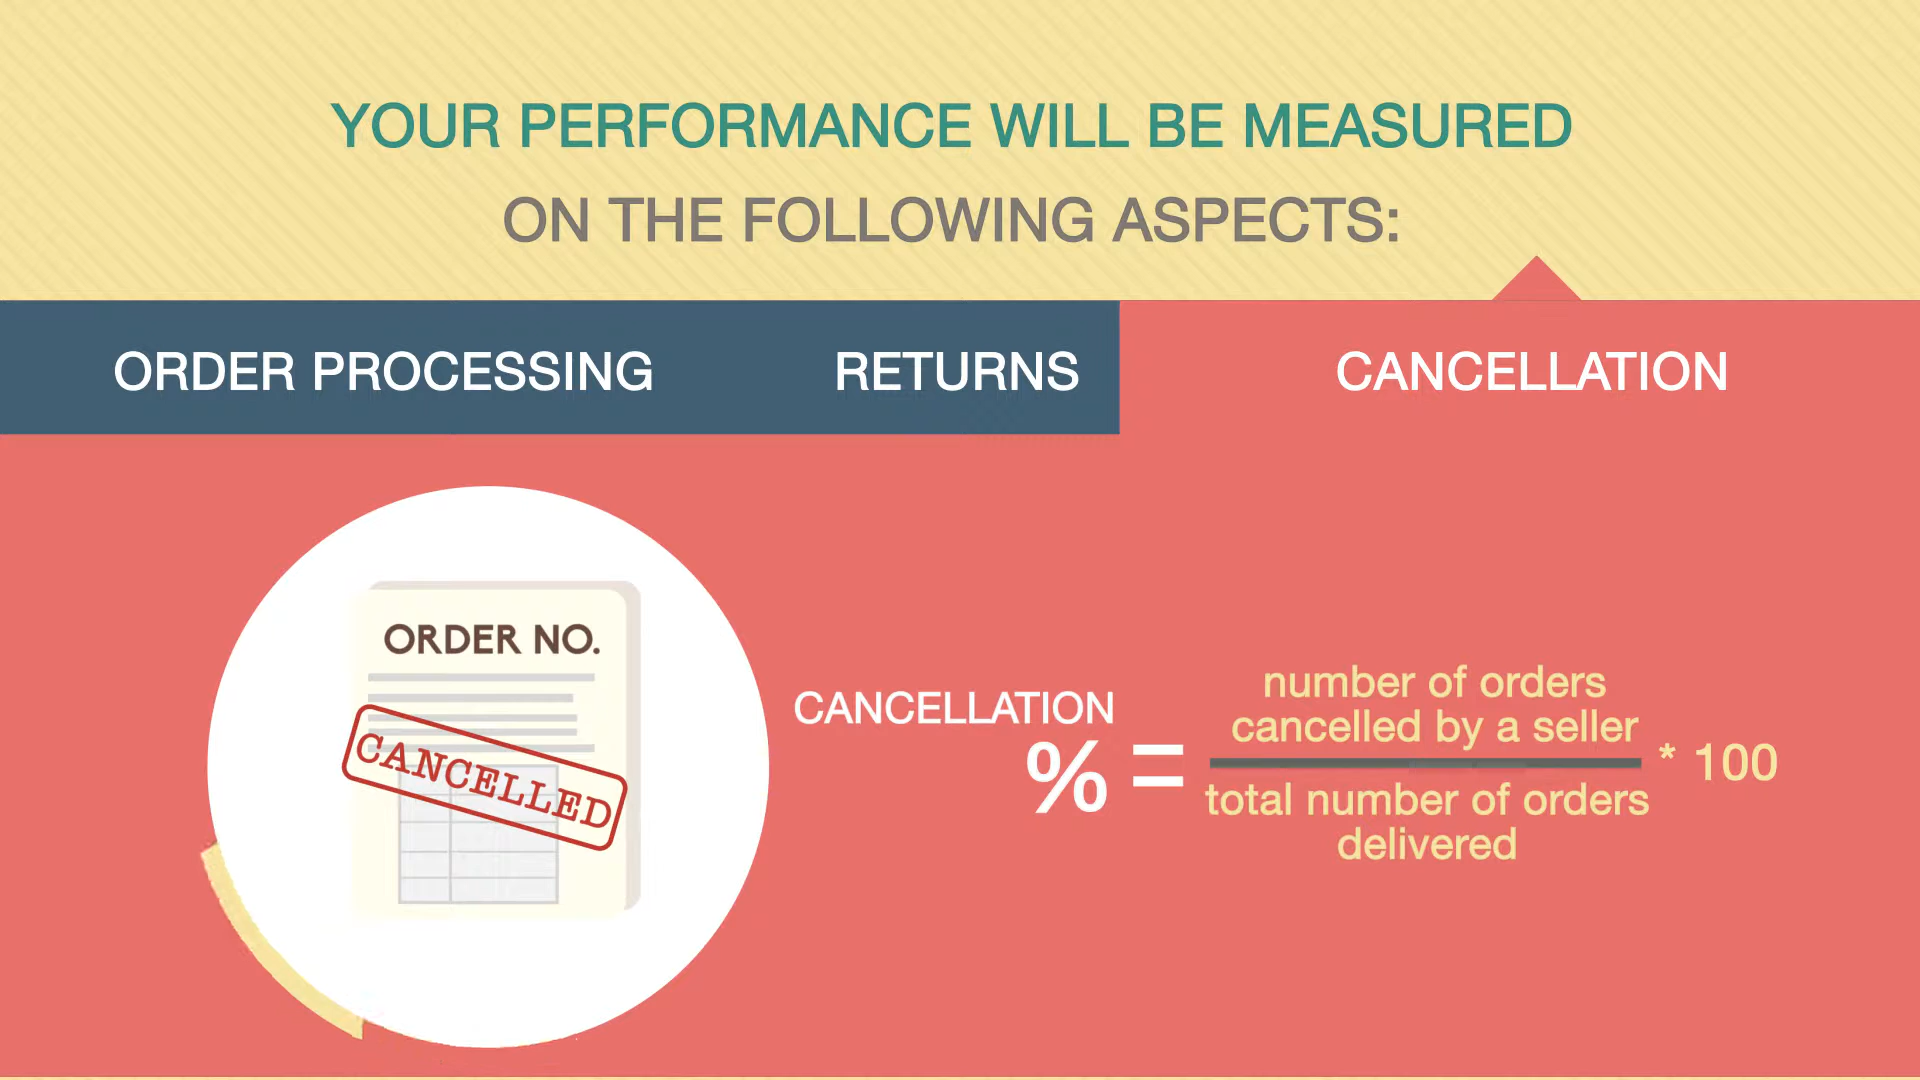 YOUR PERFORMANCE WILL BE MEASURED
ON THE FOLLOWING ASPECTS:
ORDER PROCESSING
RETURNS
CANCELLATION
ORDER NO.
CANCELLED
CANCELLATION
% =
number of orders
cancelled by a seller
* 100
total number of orders
delivered